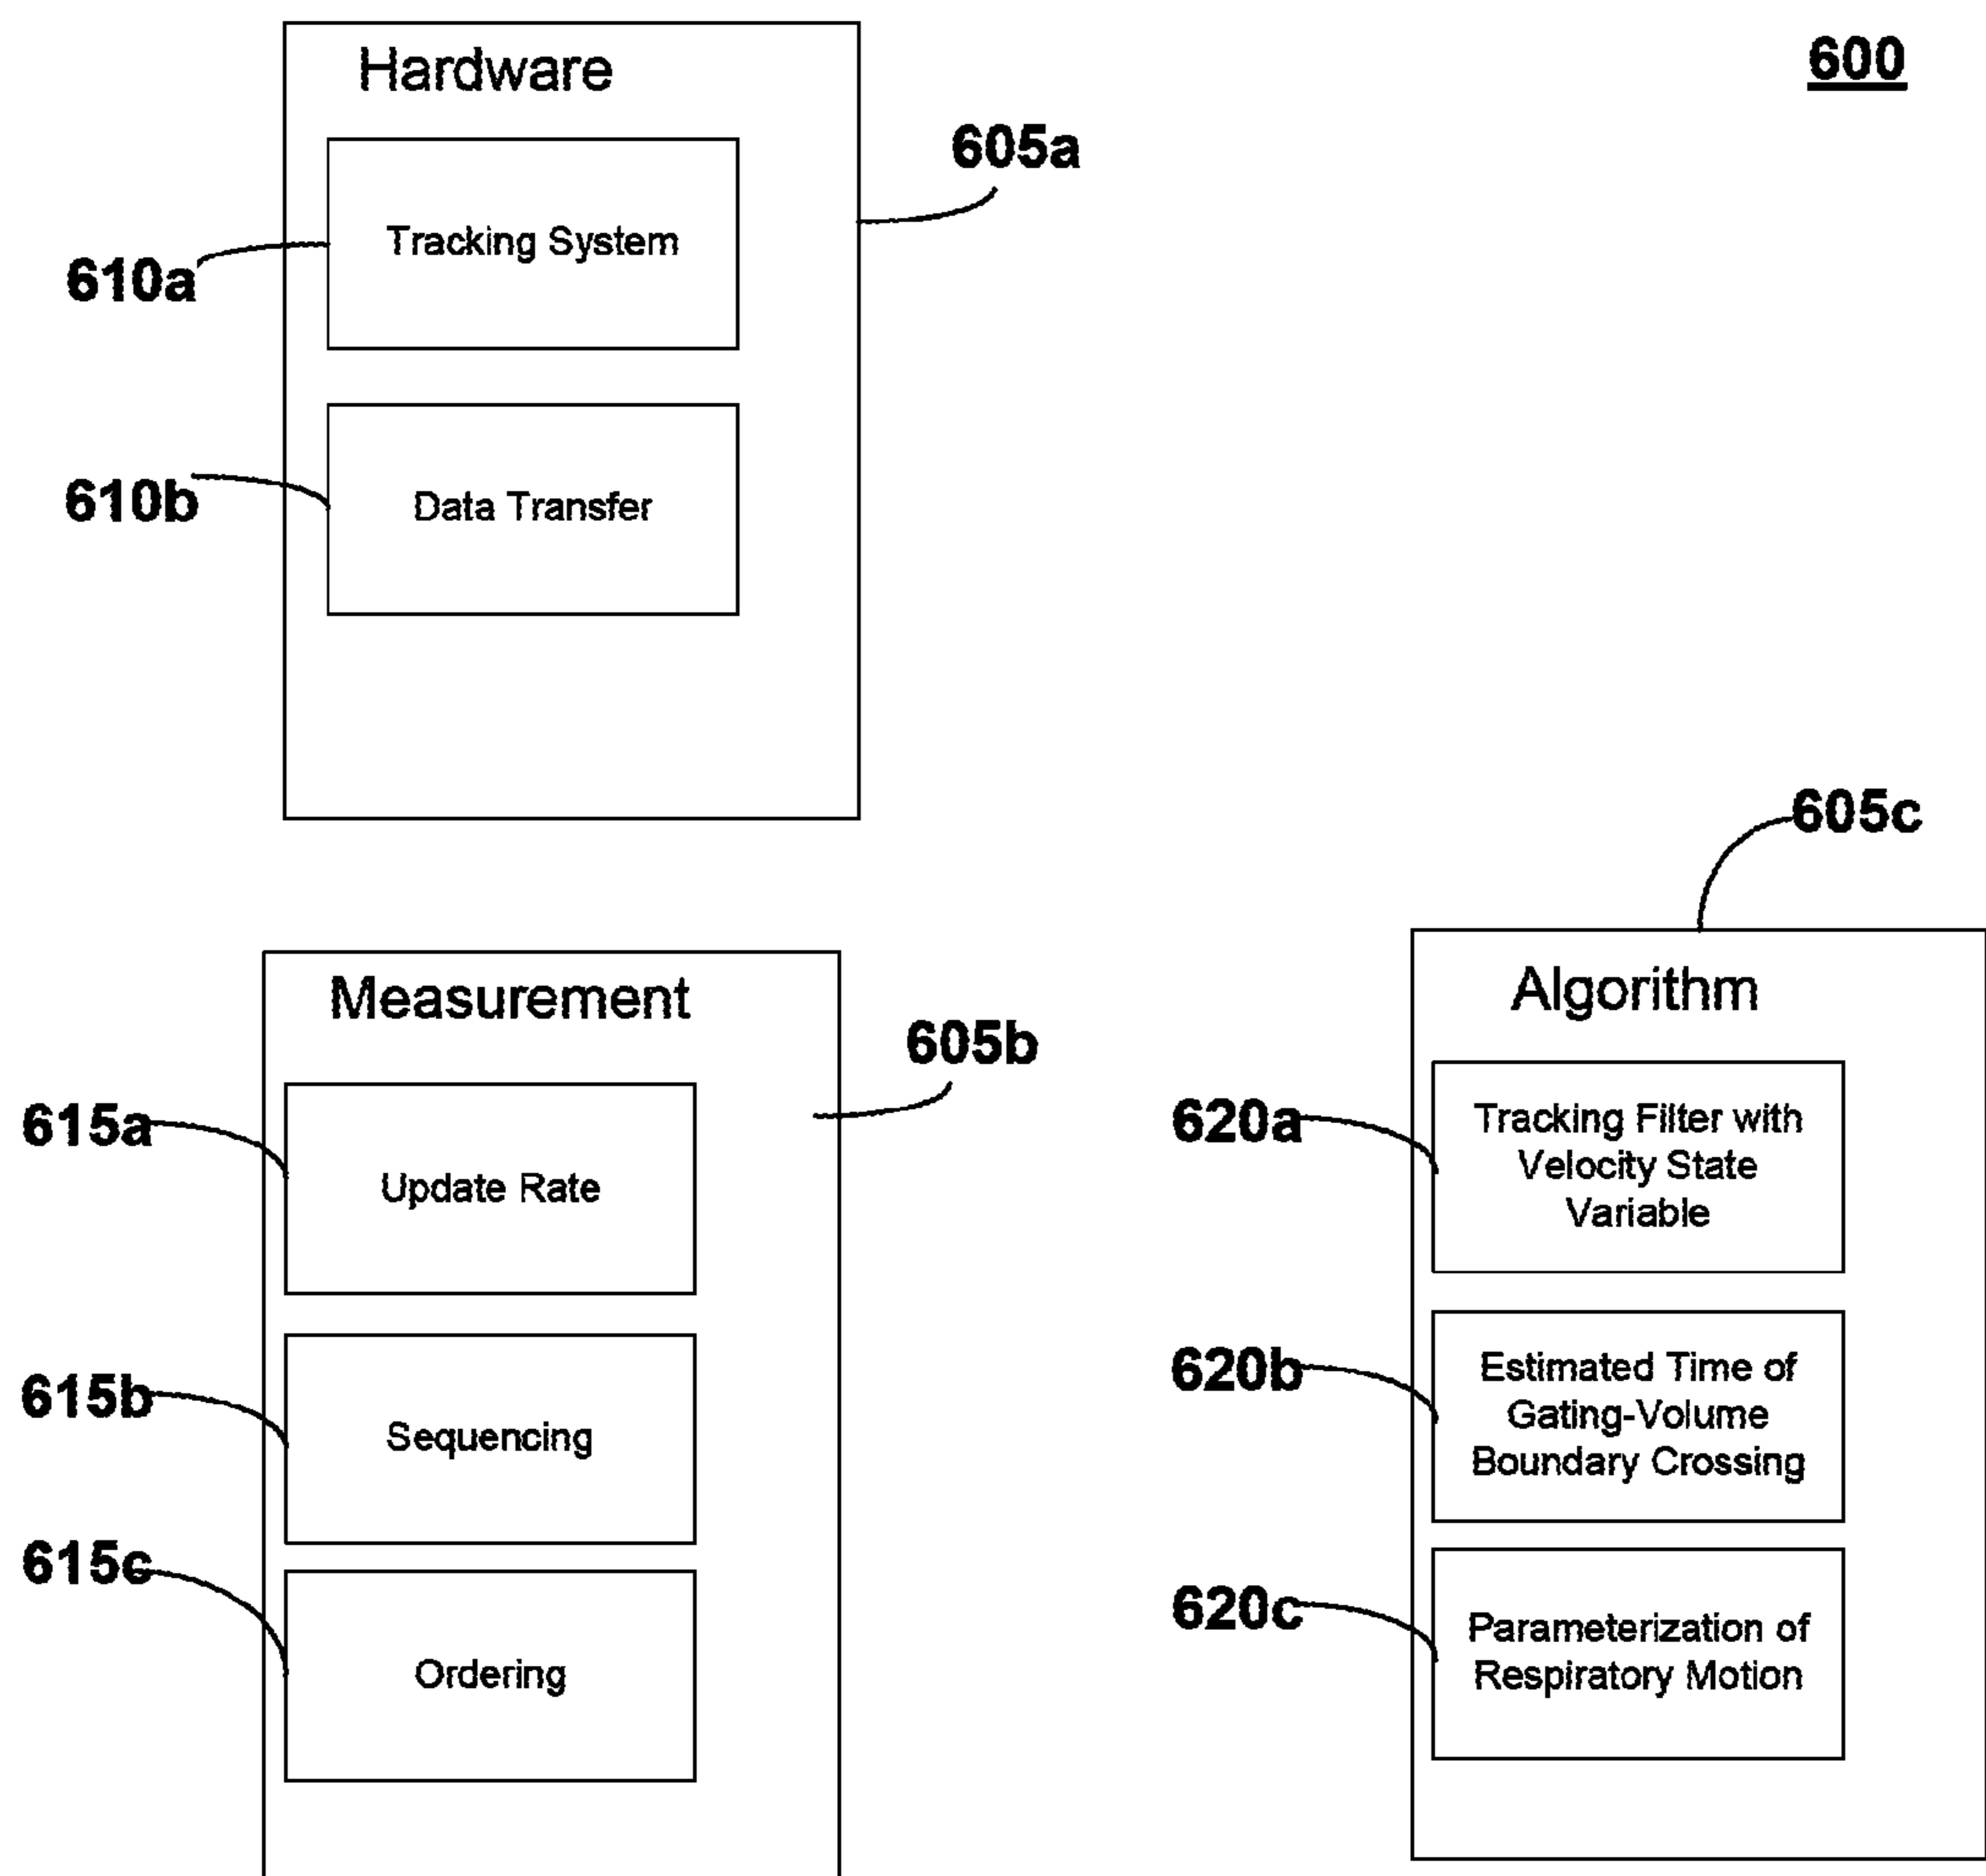 600
Hardware
605a
Tracking System
610a
Data Transfer
610b
Measurement
605b
615a
Update Rate
615b
Sequencing
615c
Ordering
605c
Algorithm
620a
Tracking Filter with
Velocity State
Variable
620b
Estimated Time of
Gating-Volume
Boundary Crossing
620c
Parameterization of
Respiratory Motion